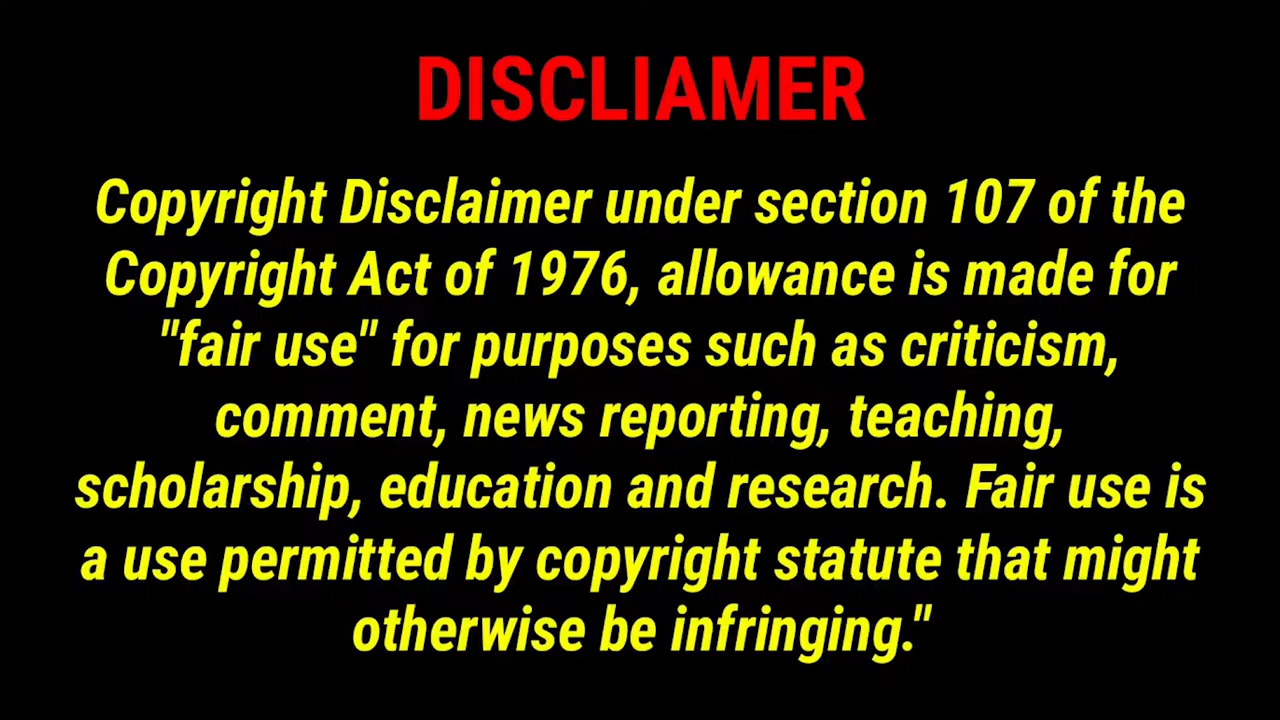 DISCLIAMER
Copyright Disclaimer under section 107 of the
Copyright Act of 1976, allowance is made for
"fair use" for purposes such as criticism,
comment, news reporting, teaching,
scholarship, education and research. Fair use is
a use permitted by copyright statute that might
otherwise be infringing."